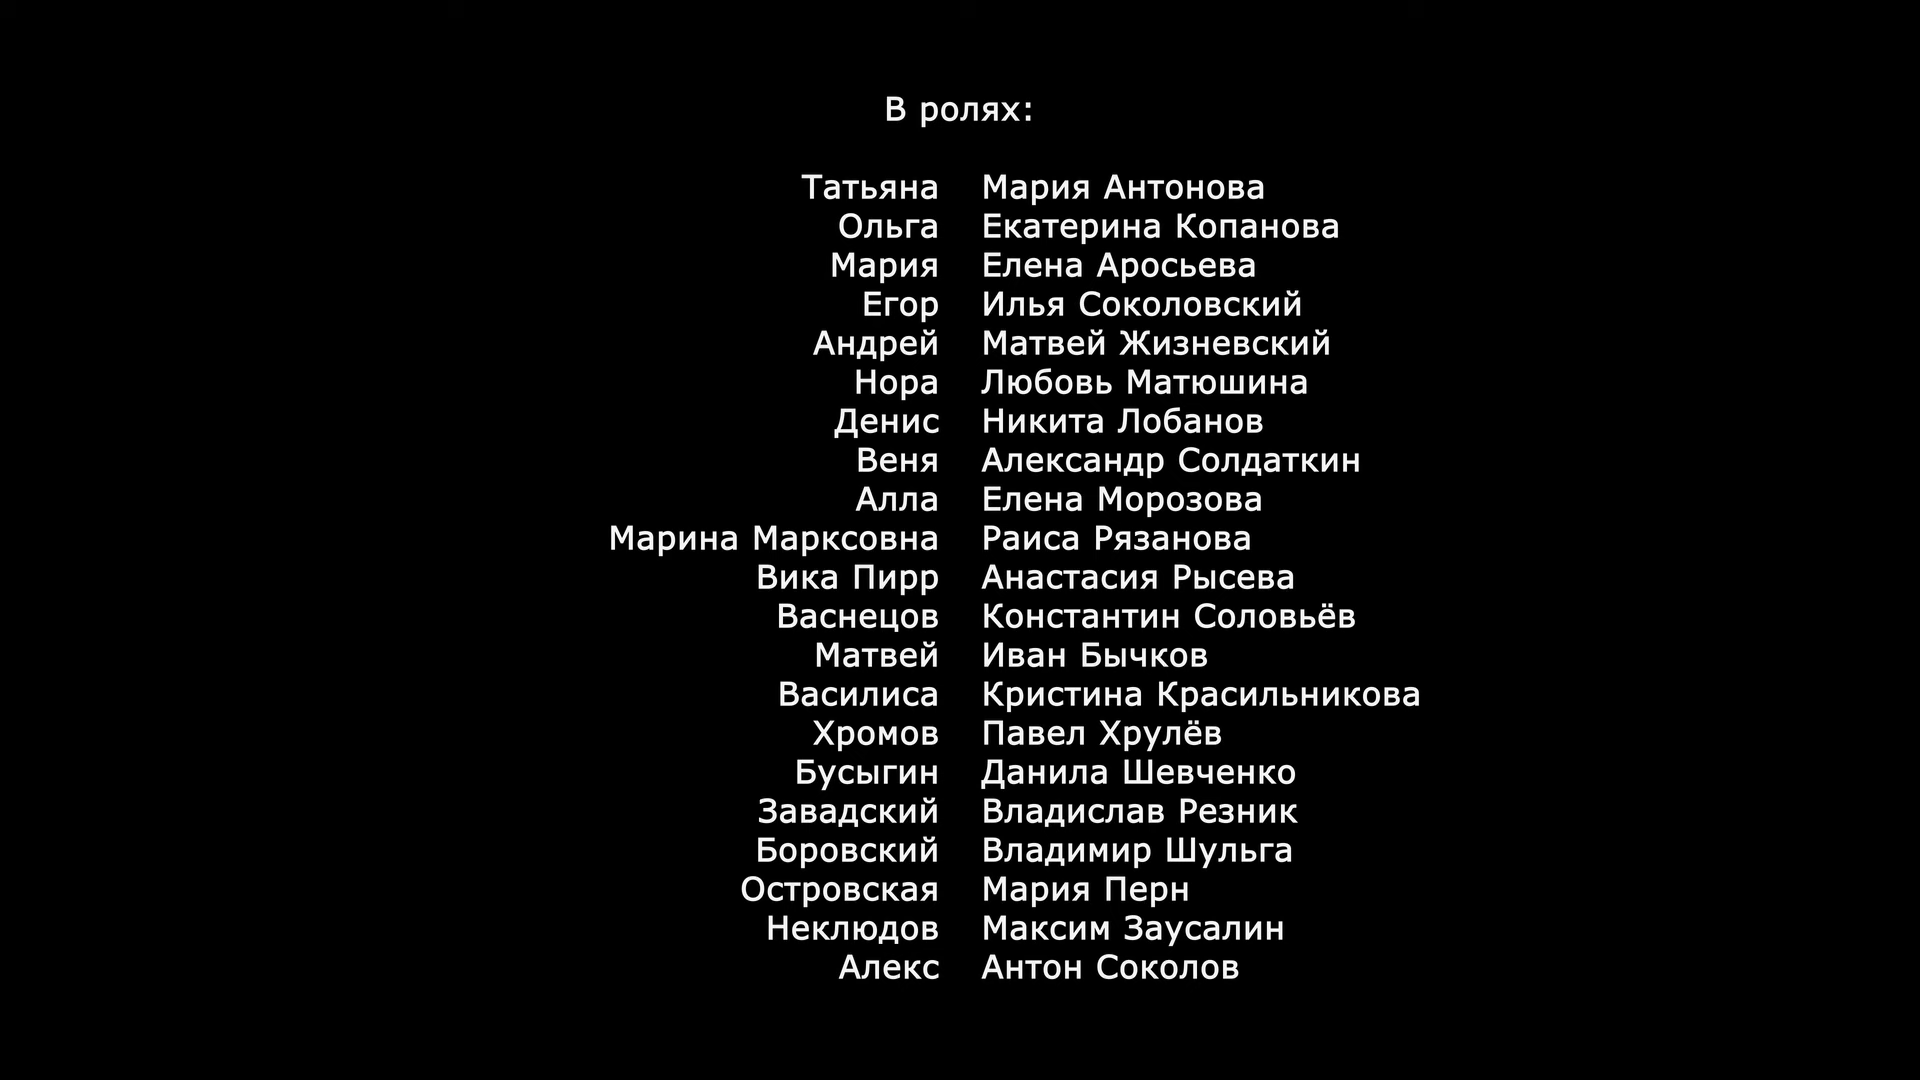 В ролях:
Татьяна Мария Антонова
Ольга Екатерина Копанова
Мария Елена Аросьева
Егор Илья Соколовский
Андрей Матвей Жизневский
Нора Любовь Матюшина
Денис Никита Лобанов
Веня Александр Солдаткин
Алла Елена Морозова
Марина Марксовна Раиса Рязанова
Вика Пирр Анастасия Рысева
Васнецов Константин Соловьёв
Матвей Иван Бычков
Василиса Кристина Красильникова
Хромов Павел Хрулёв
Бусыгин Данила Шевченко
Завадский Владислав Резник
Боровский Владимир Шульга
Островская Мария Перн
Неклюдов Максим Заусалин
Алекс Антон Соколов